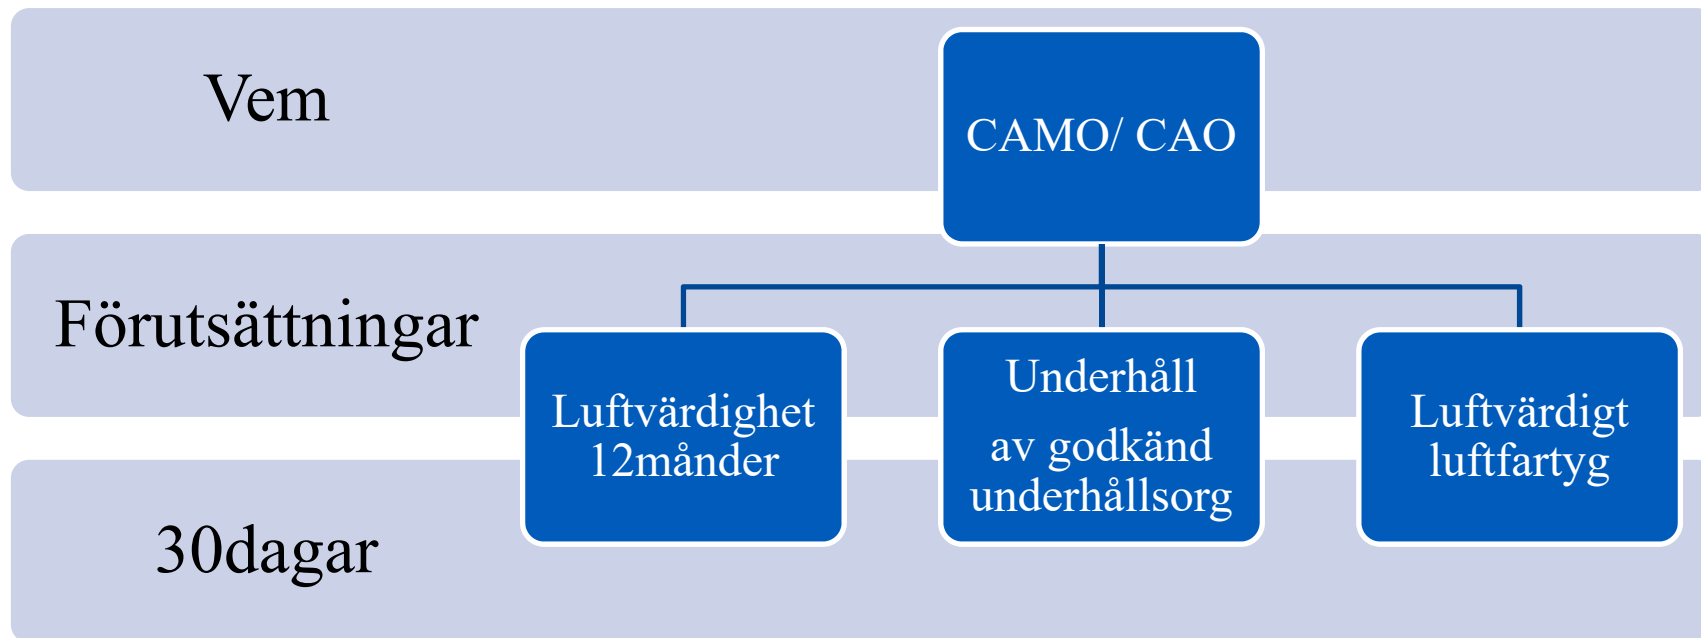 Vem
CAMO/ CAO
Förutsättningar
Luftvärdighet
12månder
Underhåll
av godkänd
underhållsorg
Luftvärdigt
luftfartyg
30dagar